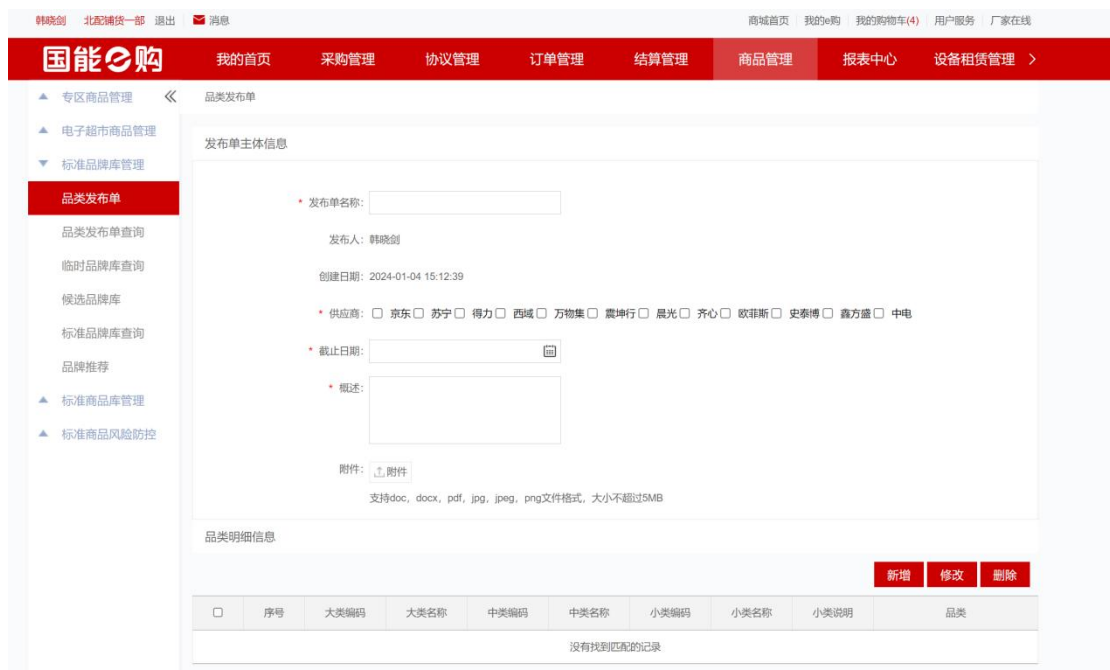 韩晓剑 北配铺货一部 退出 消息 商城首页 我的e购 我的购物车(4) 用户服务 厂家在线
国能e购 我的首页 采购管理 协议管理 订单管理 结算管理 商品管理 报表中心 设备租赁管理 >
专区商品管理 品类发布单
电子超市商品管理
发布单主体信息
标准品牌库管理
品类发布单
* 发布单名称:
品类发布单查询
发布人: 韩晓剑
临时品牌库查询
创建日期: 2024-01-04 15:12:39
候选品牌库
* 供应商: 京东 苏宁 得力 西域 万物集 震坤行 晨光 齐心 欧菲斯 史泰博 鑫方盛 中电
标准品牌库查询
* 截止日期:
品牌推荐
* 概述:
标准商品库管理
标准商品风险防控
附件: 附件
支持doc, docx, pdf, jpg, jpeg, png文件格式, 大小不超过5MB
品类明细信息
新增 修改 删除
序号 大类编码 大类名称 中类编码 中类名称 小类编码 小类名称 小类说明 品类
没有找到匹配的记录